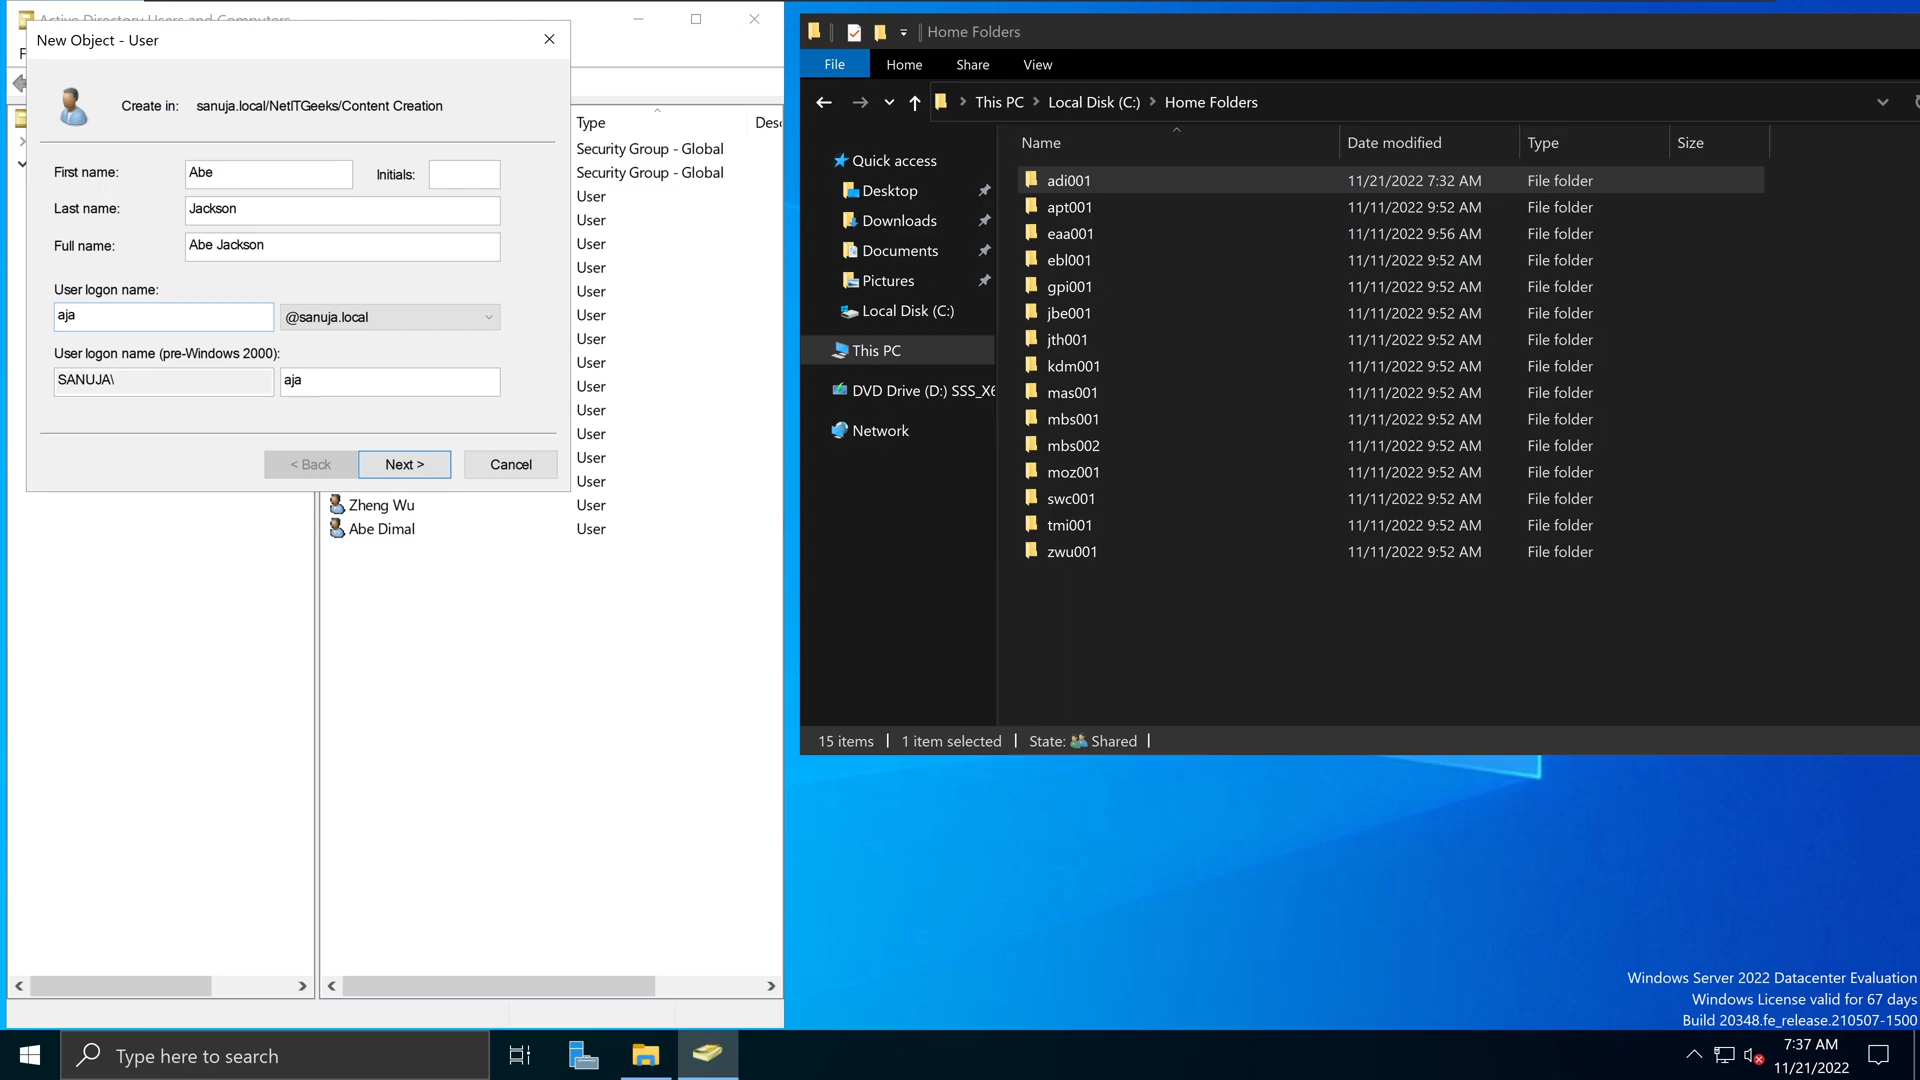 Active Directory Users and Computers
New Object - User
Create in: sanuja.local/NetITGeeks/Content Creation
First name: Abe Initials:
Last name: Jackson
Full name: Abe Jackson
User logon name:
aja @sanuja.local
User logon name (pre-Windows 2000):
SANUJA\ aja
< Back Next > Cancel
Type
Security Group - Global
Security Group - Global
User
User
User
User
User
User
User
User
User
User
User
User
User
Zheng Wu User
Abe Dimal User
Home Folders
File Home Share View
This PC Local Disk (C:) Home Folders
Quick access
Desktop
Downloads
Documents
Pictures
Local Disk (C:)
This PC
DVD Drive (D:) SSS_X6
Network
Name Date modified Type Size
adi001 11/21/2022 7:32 AM File folder
apt001 11/11/2022 9:52 AM File folder
eaa001 11/11/2022 9:56 AM File folder
ebl001 11/11/2022 9:52 AM File folder
gpi001 11/11/2022 9:52 AM File folder
jbe001 11/11/2022 9:52 AM File folder
jth001 11/11/2022 9:52 AM File folder
kdm001 11/11/2022 9:52 AM File folder
mas001 11/11/2022 9:52 AM File folder
mbs001 11/11/2022 9:52 AM File folder
mbs002 11/11/2022 9:52 AM File folder
moz001 11/11/2022 9:52 AM File folder
swc001 11/11/2022 9:52 AM File folder
tmi001 11/11/2022 9:52 AM File folder
zwu001 11/11/2022 9:52 AM File folder
15 items 1 item selected State: Shared
Windows Server 2022 Datacenter Evaluation
Windows License valid for 67 days
Build 20348.fe_release.210507-1500
Type here to search
7:37 AM
11/21/2022